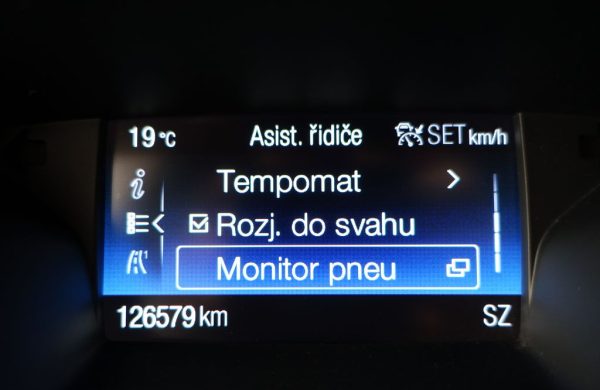 19°C Asist. řidiče SET km/h
Tempomat
Rozj. do svahu
Monitor pneu
126579 km SZ